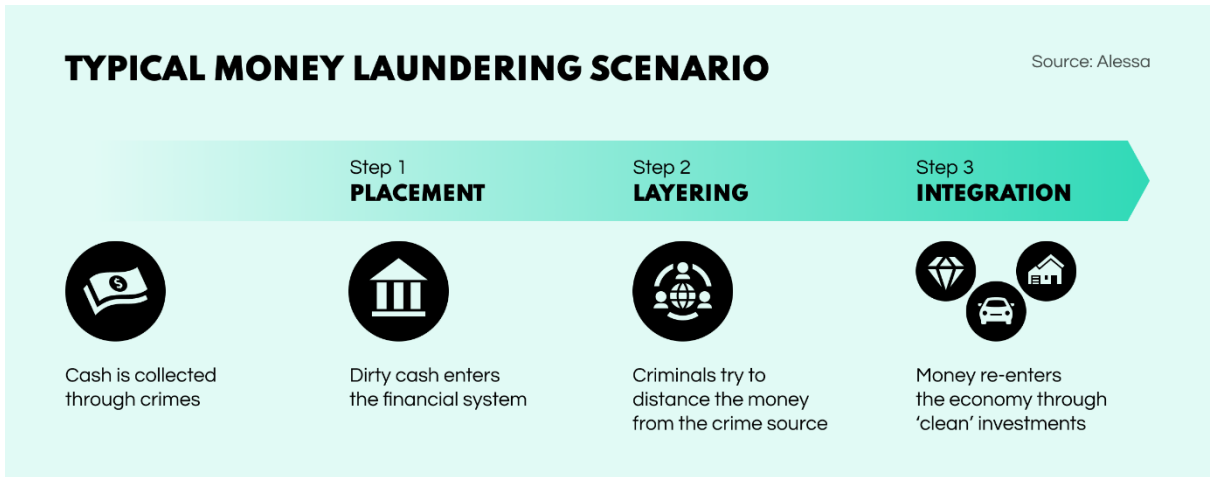 TYPICAL MONEY LAUNDERING SCENARIO
Source: Alessa
Step 1
PLACEMENT
Step 2
LAYERING
Step 3
INTEGRATION
$
Cash is collected
through crimes
Dirty cash enters
the financial system
Criminals try to
distance the money
from the crime source
Money re-enters
the economy through
‘clean’ investments